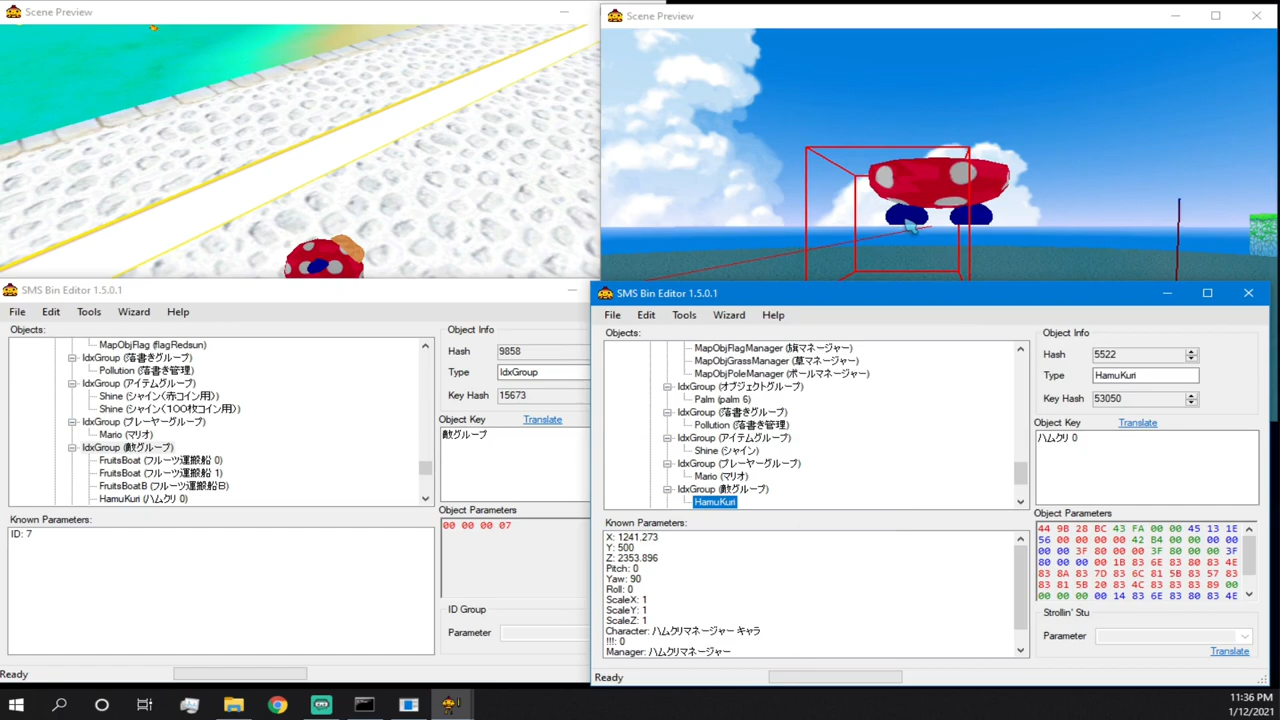 Scene Preview
Scene Preview
SMS Bin Editor 1.5.0.1
File Edit Tools Wizard Help
Objects:
MapObjFlag (flagRedsun)
IdxGroup (落書きグループ)
Pollution (落書き管理)
IdxGroup (アイテムグループ)
Shine (シャイン(赤コイン用))
Shine (シャイン(100枚コイン用))
IdxGroup (プレーヤーグループ)
Mario (マリオ)
IdxGroup (敵グループ)
FruitsBoat (フルーツ運搬船 0)
FruitsBoat (フルーツ運搬船 1)
FruitsBoatB (フルーツ運搬船B)
HamuKuri (ハムクリ 0)
Known Parameters:
ID: 7
Object Info
Hash 9858
Type IdxGroup
Key Hash 15673
Object Key Translate
敵グループ
Object Parameters
00 00 00 07
ID Group
Parameter
Ready
SMS Bin Editor 1.5.0.1
File Edit Tools Wizard Help
Objects:
MapObjFlagManager (旗マネージャー)
MapObjGrassManager (草マネージャー)
MapObjPoleManager (ポールマネージャー)
IdxGroup (オブジェクトグループ)
Palm (palm 6)
IdxGroup (落書きグループ)
Pollution (落書き管理)
IdxGroup (アイテムグループ)
Shine (シャイン)
IdxGroup (プレーヤーグループ)
Mario (マリオ)
IdxGroup (敵グループ)
HamuKuri
Known Parameters:
X: 1241.273
Y: 500
Z: 2353.896
Pitch: 0
Yaw: 90
Roll: 0
ScaleX: 1
ScaleY: 1
ScaleZ: 1
Character: ハムクリマネージャー キャラ
!!!: 0
Manager: ハムクリマネージャー
Object Info
Hash 5522
Type HamuKuri
Key Hash 53050
Object Key Translate
ハムクリ 0
Object Parameters
44 9B 28 BC 43 FA 00 00 45 13 1E
56 00 00 00 00 42 B4 00 00 00 00
00 00 3F 80 00 00 3F 80 00 00 3F
80 00 00 00 1B 83 6E 83 80 83 4E
83 8A 83 7D 83 6C 81 5B 83 57 83
83 81 5B 20 83 4C 83 83 83 89 00
00 00 00 00 14 83 6E 83 80 83 4E
Strollin' Stu
Parameter
Translate
Ready
11:36 PM
1/12/2021